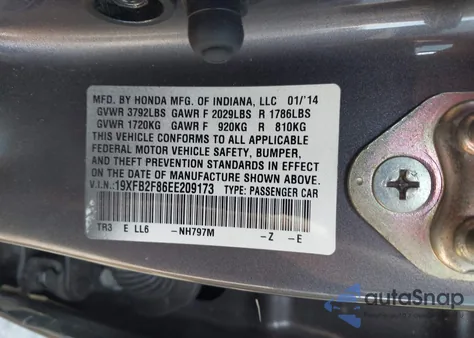 MFD. BY HONDA MFG. OF INDIANA, LLC 01/'14
GVWR 3792LBS GAWR F 2029LBS R 1786LBS
GVWR 1720KG GAWR F 920KG R 810KG
THIS VEHICLE CONFORMS TO ALL APPLICABLE
FEDERAL MOTOR VEHICLE SAFETY, BUMPER,
AND THEFT PREVENTION STANDARDS IN EFFECT
ON THE DATE OF MANUFACTURE SHOWN ABOVE.
V.I.N.:19XFB2F86EE209173 TYPE: PASSENGER CAR
TR3 E LL6 -NH797M -Z -E
autaSnap